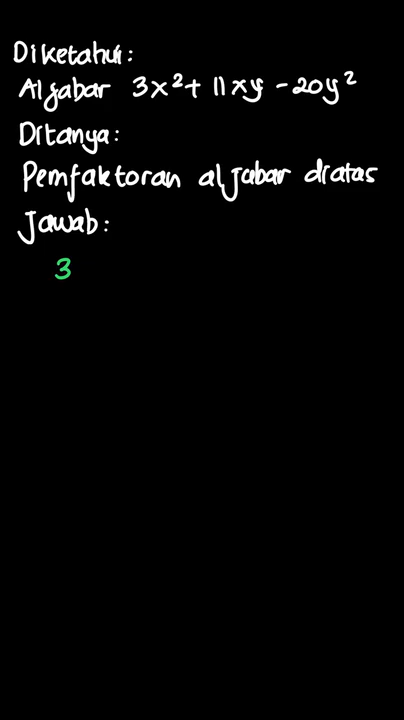 Diketahui:
Aljabar 3x²+ 11xy -20y²
Ditanya:
Pemfaktoran aljabar diatas
Jawab:
3